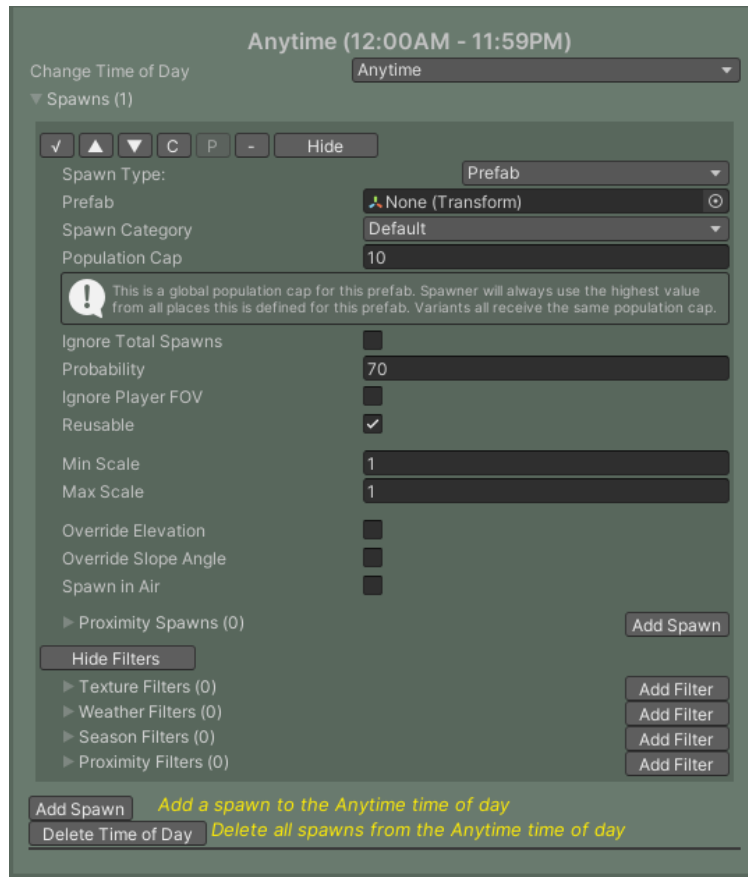 Anytime (12:00AM - 11:59PM)
Change Time of Day Anytime
Spawns (1)
√ ▲ ▼ C P - Hide
Spawn Type: Prefab
Prefab None (Transform)
Spawn Category Default
Population Cap 10
This is a global population cap for this prefab. Spawner will always use the highest value
from all places this is defined for this prefab. Variants all receive the same population cap.
Ignore Total Spawns
Probability 70
Ignore Player FOV
Reusable
Min Scale 1
Max Scale 1
Override Elevation
Override Slope Angle
Spawn in Air
Proximity Spawns (0) Add Spawn
Hide Filters
Texture Filters (0) Add Filter
Weather Filters (0) Add Filter
Season Filters (0) Add Filter
Proximity Filters (0) Add Filter
Add Spawn Add a spawn to the Anytime time of day
Delete Time of Day Delete all spawns from the Anytime time of day